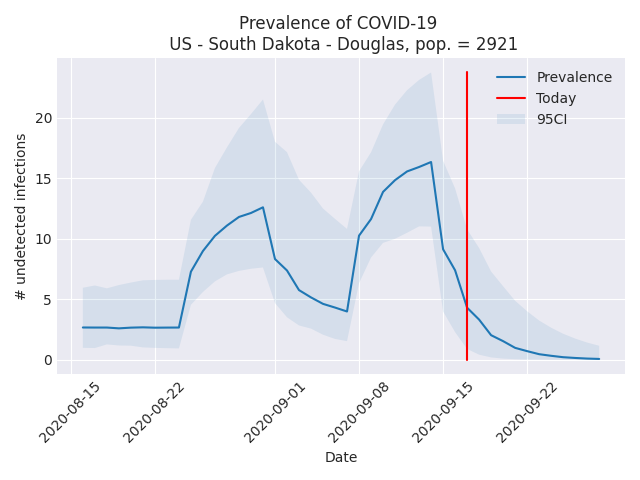 Prevalence of COVID-19
US - South Dakota - Douglas, pop. = 2921
Prevalence
Today
95CI
# undetected infections
20
15
10
5
0
2020-08-15
2020-08-22
2020-09-01
2020-09-08
2020-09-15
2020-09-22
Date